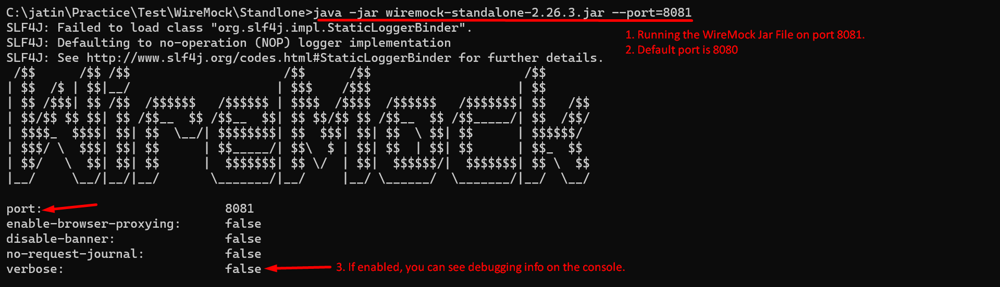 C:\jatin\Practice\Test\WireMock\Standlone>java -jar wiremock-standalone-2.26.3.jar --port=8081
SLF4J: Failed to load class "org.slf4j.impl.StaticLoggerBinder".
SLF4J: Defaulting to no-operation (NOP) logger implementation
SLF4J: See http://www.slf4j.org/codes.html#StaticLoggerBinder for further details.
1. Running the WireMock Jar File on port 8081.
2. Default port is 8080
 /$$      /$$ /$$                     /$$      /$$                     /$$
| $$  /$ | $$|__/                    | $$$    /$$$                    | $$
| $$ /$$$| $$ /$$  /$$$$$$   /$$$$$$ | $$$$  /$$$$  /$$$$$$   /$$$$$$$| $$   /$$
| $$/$$ $$ $$| $$ /$$__  $$ /$$__  $$| $$ $$/$$ $$ /$$__  $$ /$$_____/| $$  /$$/
| $$$$_  $$$$| $$| $$  \__/| $$$$$$$$| $$  $$$| $$| $$  \ $$| $$      | $$$$$$/
| $$$/ \  $$$| $$| $$      | $$_____/| $$\  $ | $$| $$  | $$| $$      | $$_  $$
| $$/   \  $$| $$| $$      |  $$$$$$$| $$ \/  | $$|  $$$$$$/|  $$$$$$$| $$ \  $$
|__/     \__/|__/|__/       \_______/|__/     |__/ \______/  \_______/|__/  \__/
port: 8081
enable-browser-proxying: false
disable-banner: false
no-request-journal: false
verbose: false
3. If enabled, you can see debugging info on the console.